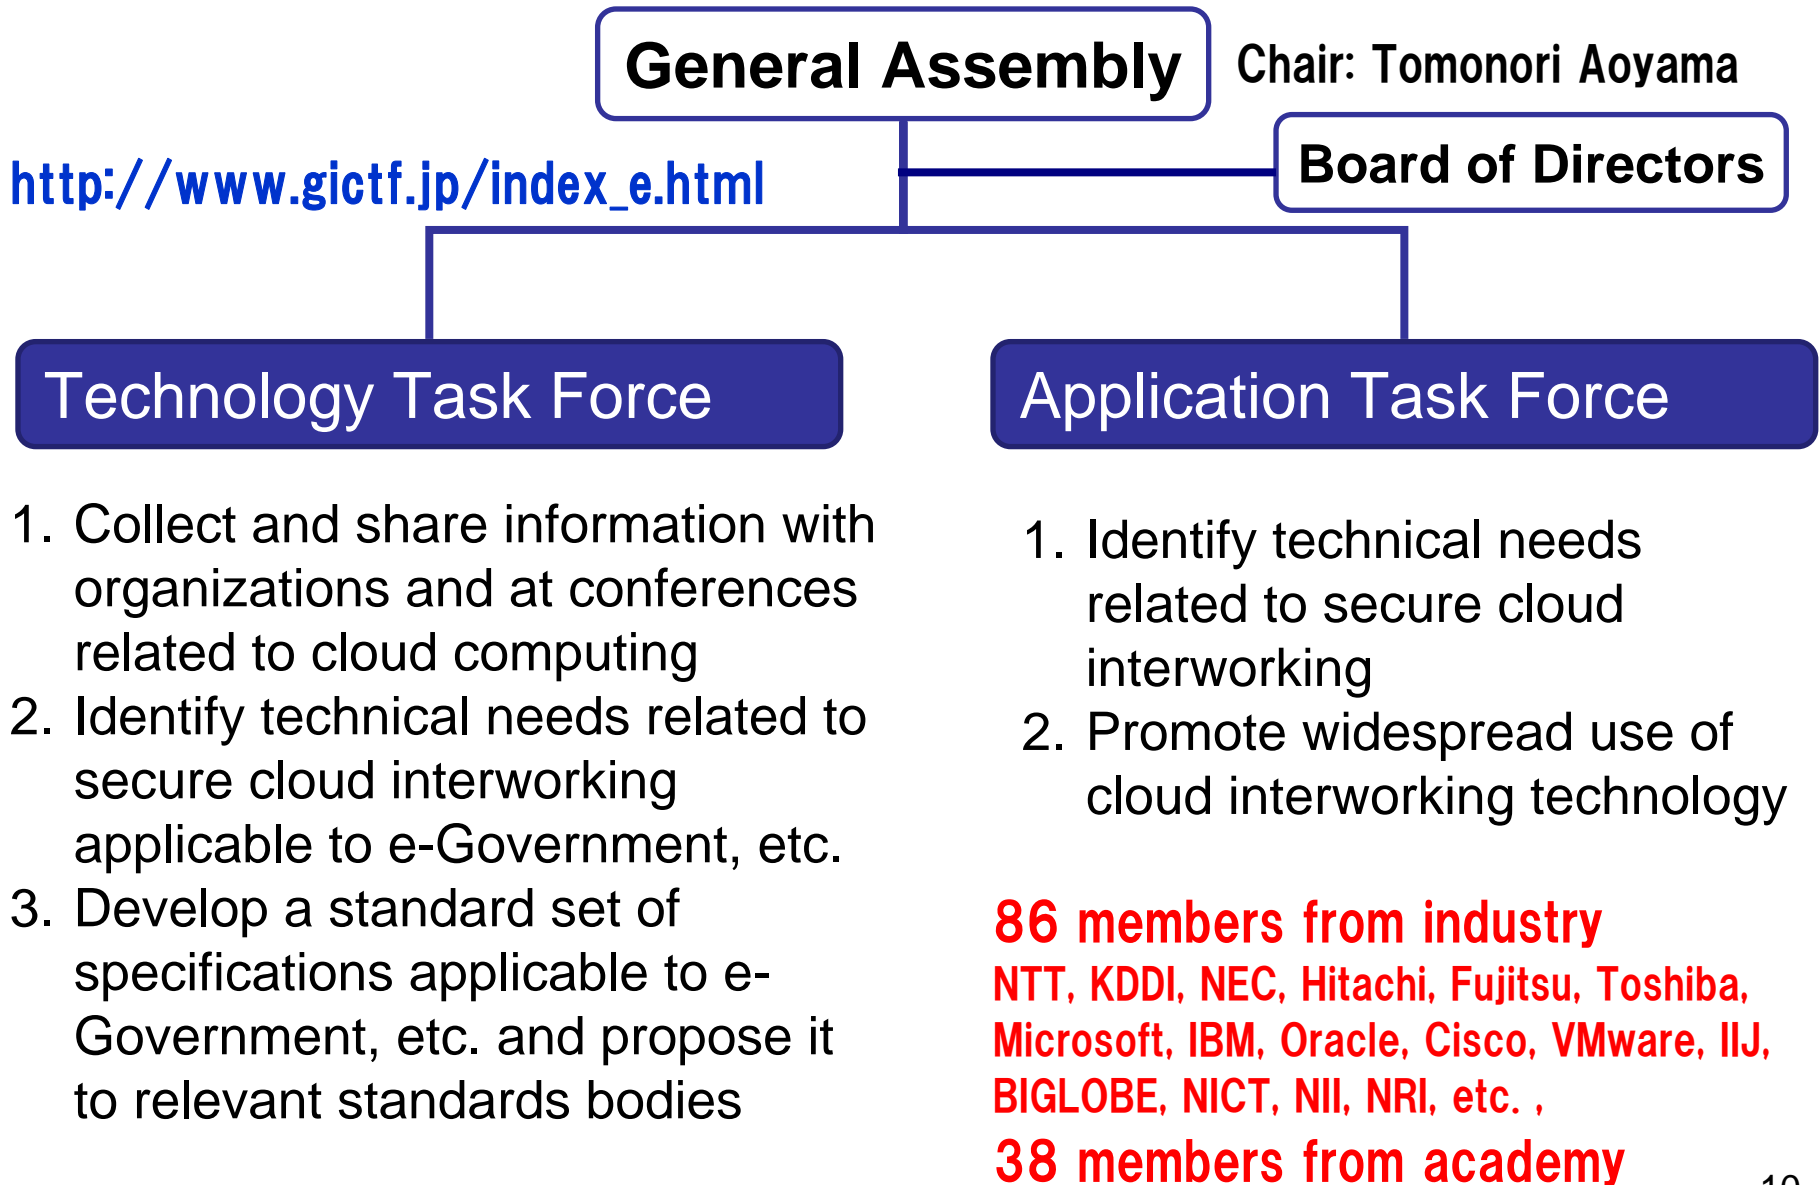 General Assembly
Chair: Tomonori Aoyama
Board of Directors
http://www.gictf.jp/index_e.html
Technology Task Force
1. Collect and share information with
organizations and at conferences
related to cloud computing
2. Identify technical needs related to
secure cloud interworking
applicable to e-Government, etc.
3. Develop a standard set of
specifications applicable to e-
Government, etc. and propose it
to relevant standards bodies
Application Task Force
1. Identify technical needs
related to secure cloud
interworking
2. Promote widespread use of
cloud interworking technology
86 members from industry
NTT, KDDI, NEC, Hitachi, Fujitsu, Toshiba,
Microsoft, IBM, Oracle, Cisco, VMware, IIJ,
BIGLOBE, NICT, NII, NRI, etc. ,
38 members from academy